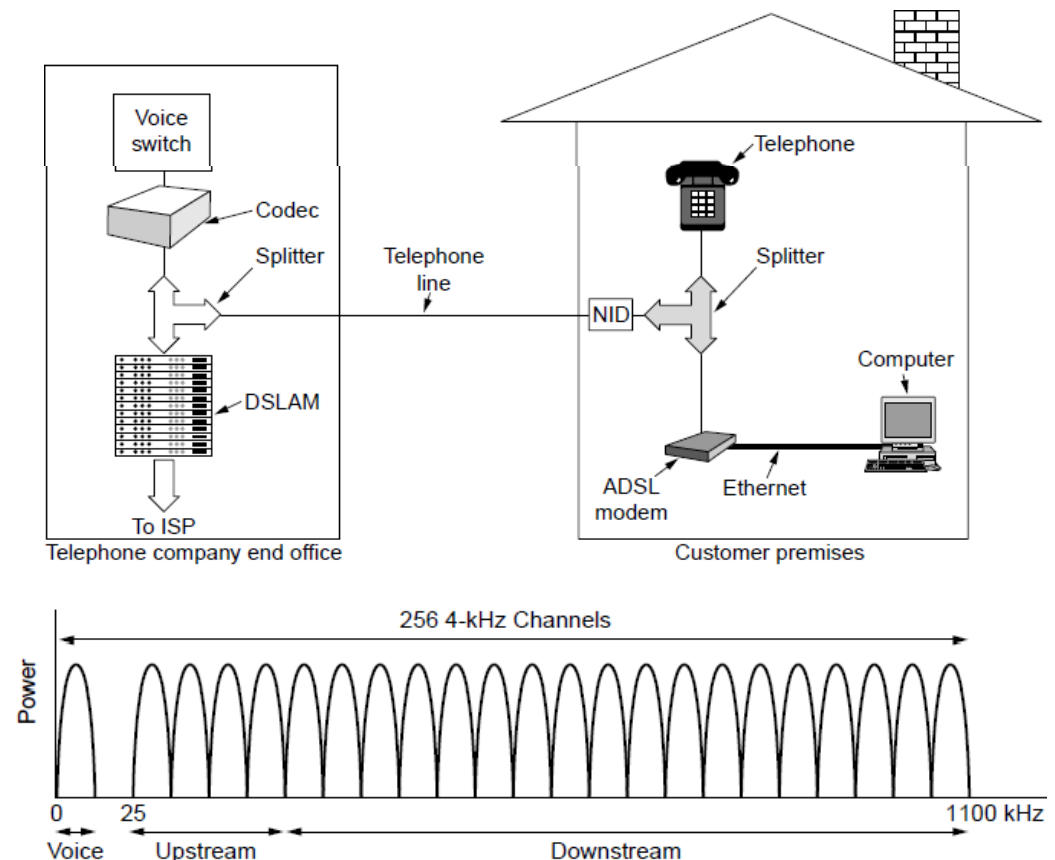 Voice
switch
Codec
Splitter
Telephone
line
DSLAM
To ISP
Telephone company end office
Telephone
Splitter
NID
Computer
ADSL
modem
Ethernet
Customer premises
256 4-kHz Channels
Power
0
25
1100 kHz
Voice
Upstream
Downstream